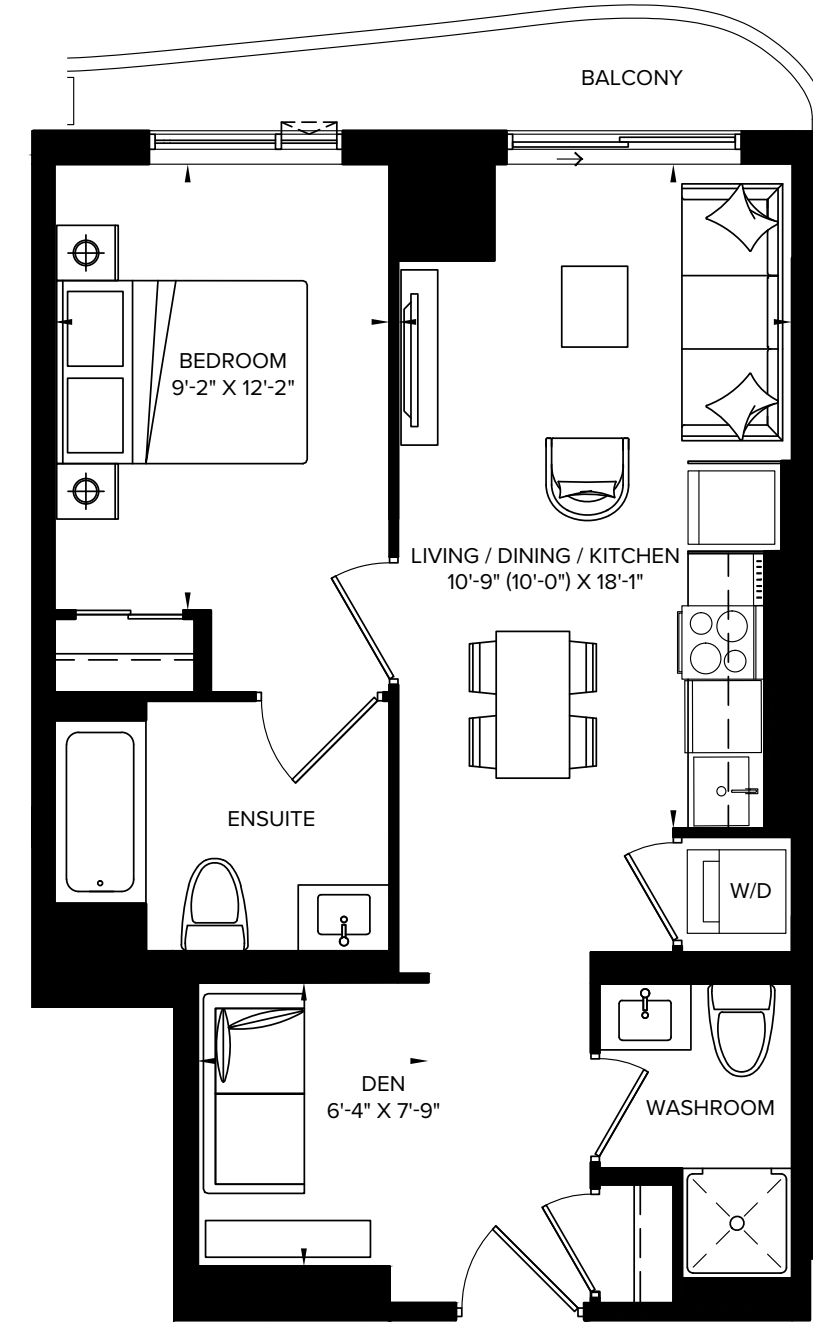 BALCONY
BEDROOM
9'-2" X 12'-2"
LIVING / DINING / KITCHEN
10'-9" (10'-0") X 18'-1"
ENSUITE
W/D
DEN
6'-4" X 7'-9"
WASHROOM